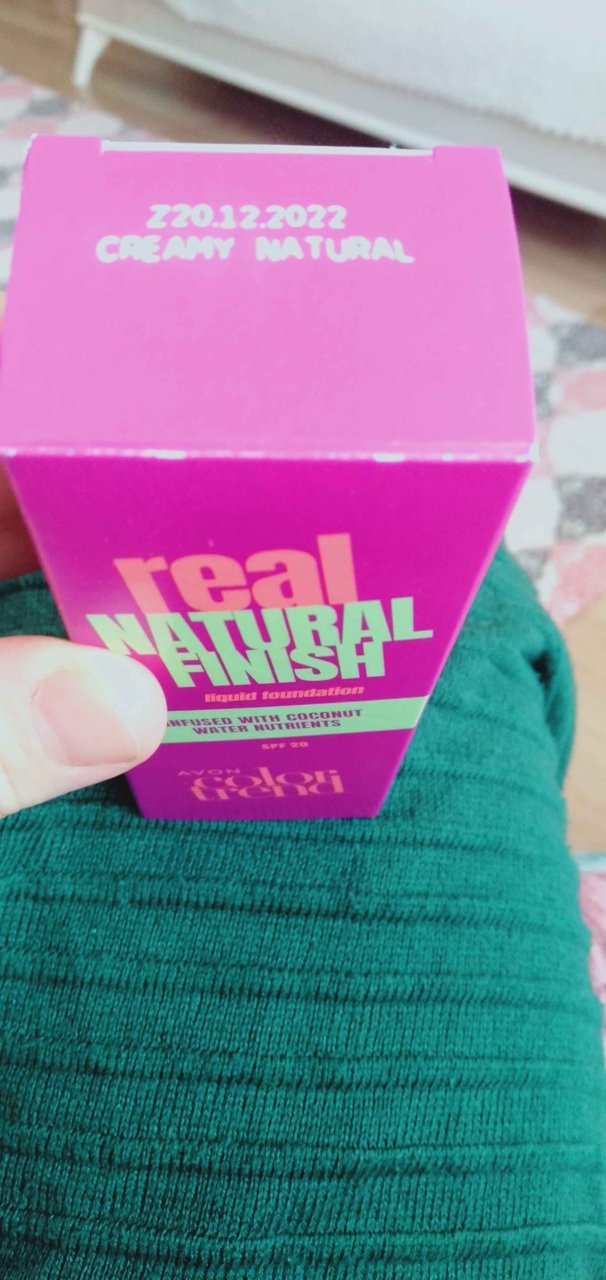 Z20.12.2022
CREAMY NATURAL
real
NATURAL
FINISH
liquid foundation
INFUSED WITH COCONUT
WATER NUTRIENTS
SPF 20
AVON
color
trend